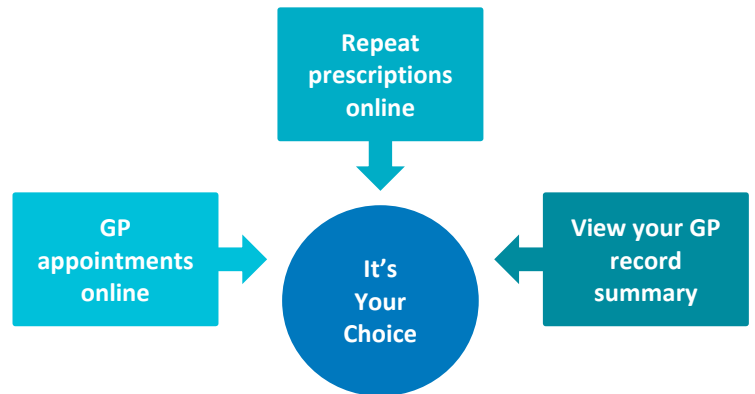 Repeat
prescriptions
online
GP
appointments
online
It’s
Your
Choice
View your GP
record
summary